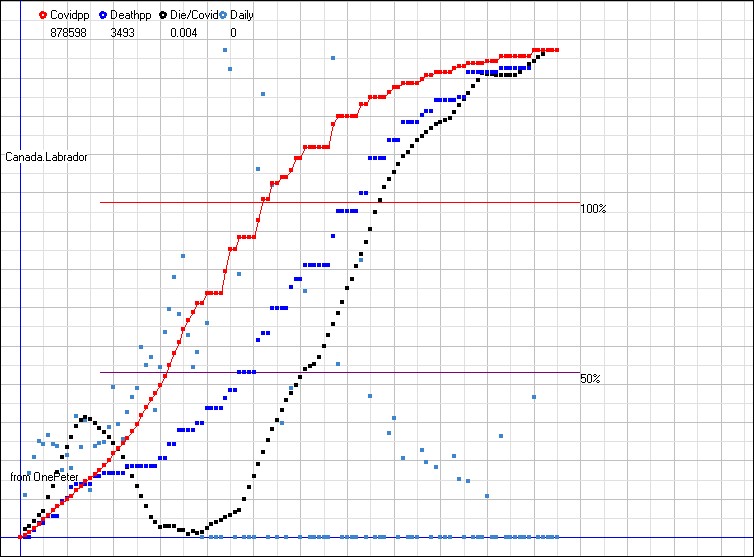 Covidpp Deathpp Die/Covid Daily
878598 3493 0.004 0
Canada.Labrador
100%
50%
from OnePeter